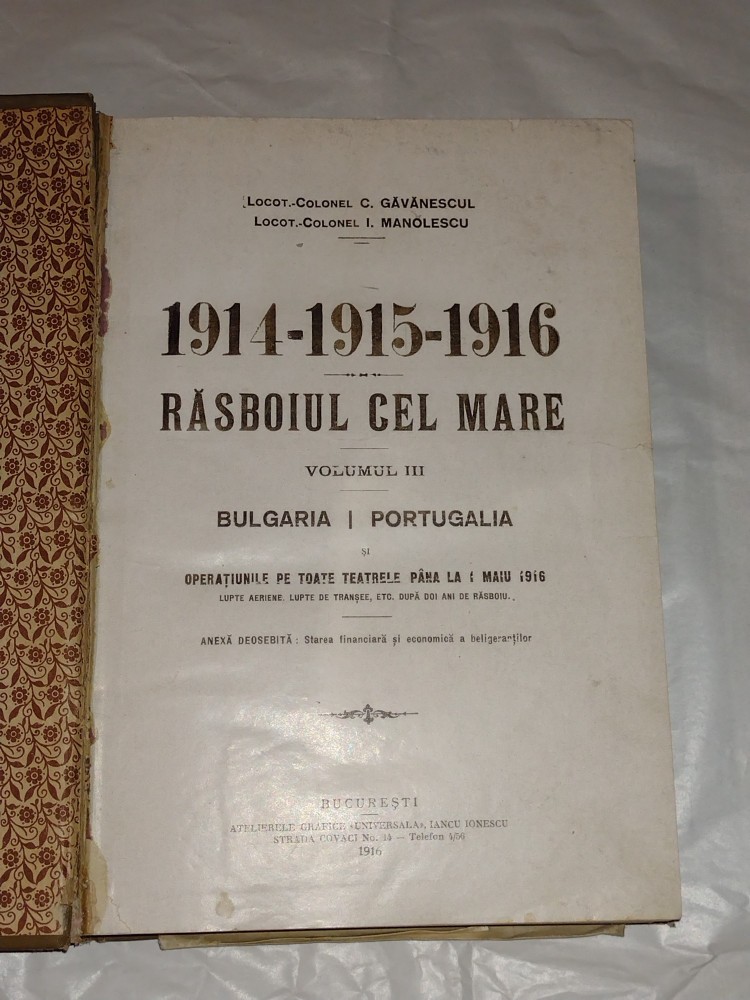 LOCOT.-COLONEL C. GĂVĂNESCUL
LOCOT.-COLONEL I. MANOLESCU
1914-1915-1916
RĂSBOIUL CEL MARE
VOLUMUL III
BULGARIA | PORTUGALIA
ȘI
OPERAȚIUNILE PE TOATE TEATRELE PÂNA LA 1 MAIU 1916
LUPTE AERIENE, LUPTE DE TRANȘEE, ETC. DUPĂ DOI ANI DE RĂSBOIU.
ANEXĂ DEOSEBITĂ: Starea financiară și economică a beligeranților
BUCUREȘTI
ATELIERELE GRAFICE «UNIVERSALA», IANCU IONESCU
STRADA COVACI No. 14 — Telefon 4/56
1916